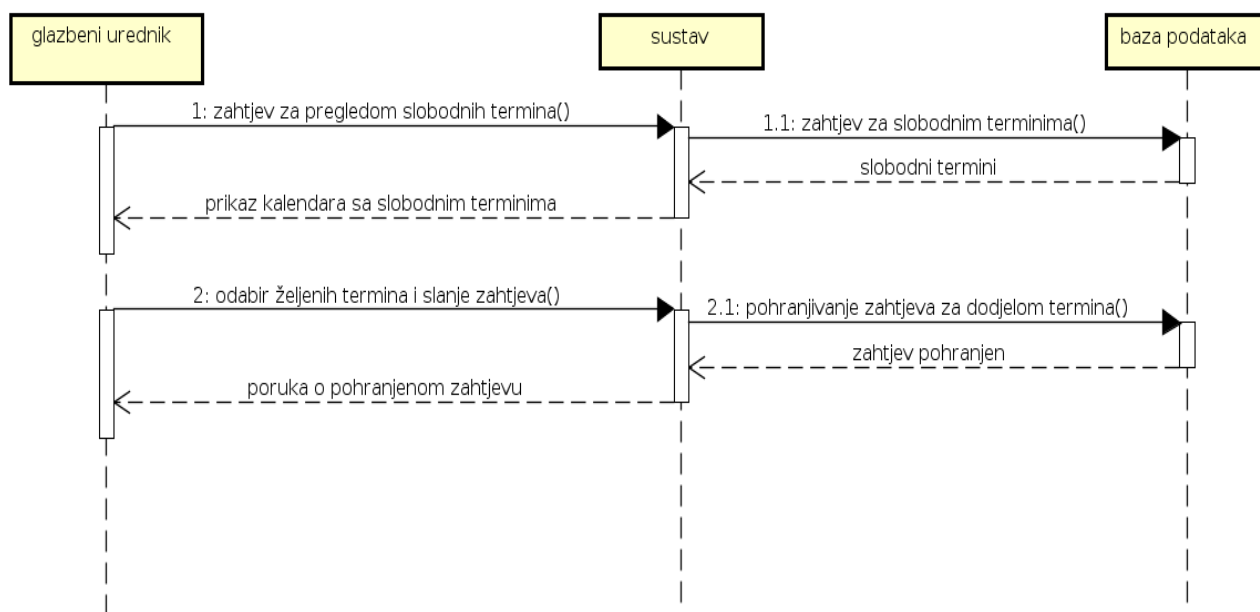 glazbeni urednik
sustav
baza podataka
1: zahtjev za pregledom slobodnih termina()
1.1: zahtjev za slobodnim terminima()
slobodni termini
prikaz kalendara sa slobodnim terminima
2: odabir željenih termina i slanje zahtjeva()
2.1: pohranjivanje zahtjeva za dodjelom termina()
zahtjev pohranjen
poruka o pohranjenom zahtjevu